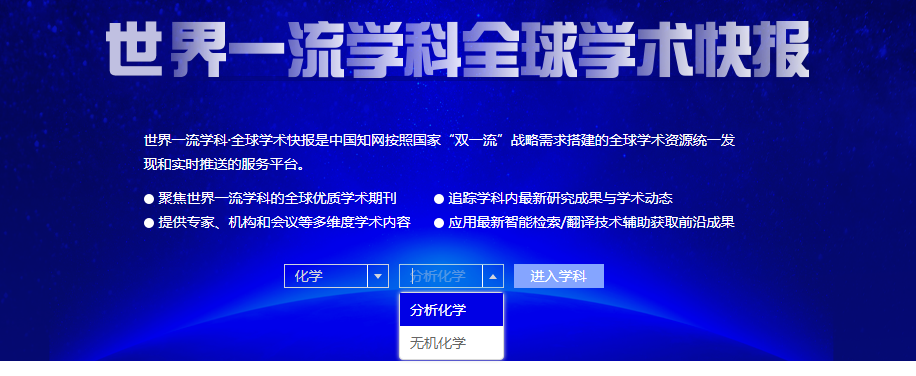 世界一流学科全球学术快报
世界一流学科·全球学术快报是中国知网按照国家“双一流”战略需求搭建的全球学术资源统一发
现和实时推送的服务平台。
● 聚焦世界一流学科的全球优质学术期刊 ● 追踪学科内最新研究成果与学术动态
● 提供专家、机构和会议等多维度学术内容 ● 应用最新智能检索/翻译技术辅助获取前沿成果
化学 分析化学 进入学科
分析化学
无机化学